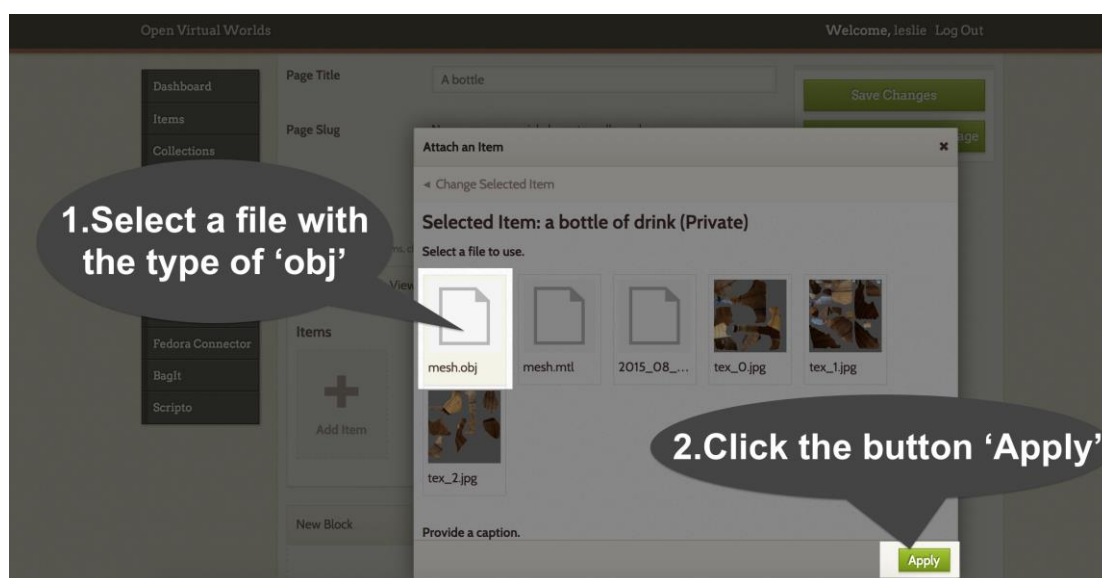 Open Virtual Worlds
Welcome, leslie Log Out
Dashboard
Items
Collections
Fedora Connector
BagIt
Scripto
Page Title
A bottle
Page Slug
Save Changes
age
Attach an Item
Change Selected Item
Selected Item: a bottle of drink (Private)
Select a file to use.
mesh.obj
mesh.mtl
2015_08_...
tex_0.jpg
tex_1.jpg
tex_2.jpg
Provide a caption.
Apply
View
Items
Add Item
New Block
1.Select a file with
the type of ‘obj’
2.Click the button ‘Apply’